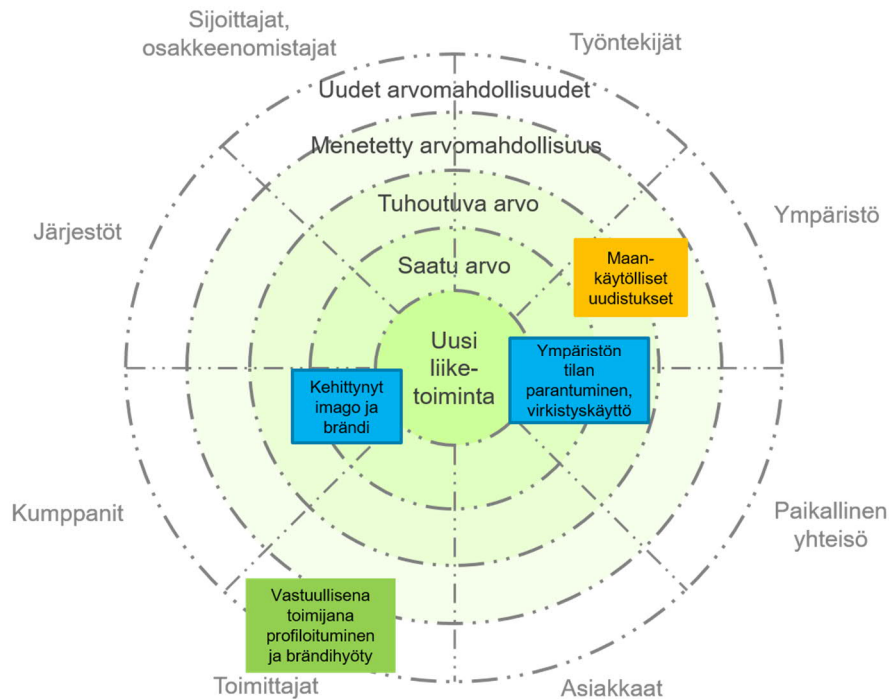 Sijoittajat,
osakkeenomistajat
Työntekijät
Uudet arvomahdollisuudet
Menetetty arvomahdollisuus
Tuhoutuva arvo
Järjestöt
Ympäristö
Saatu arvo
Maan-
käytölliset
uudistukset
Uusi
liike-
toiminta
Ympäristön
tilan
parantuminen,
virkistyskäyttö
Kehittynyt
imago ja
brändi
Kumppanit
Paikallinen
yhteisö
Vastuullisena
toimijana
profiloituminen
ja brändihyöty
Toimittajat
Asiakkaat